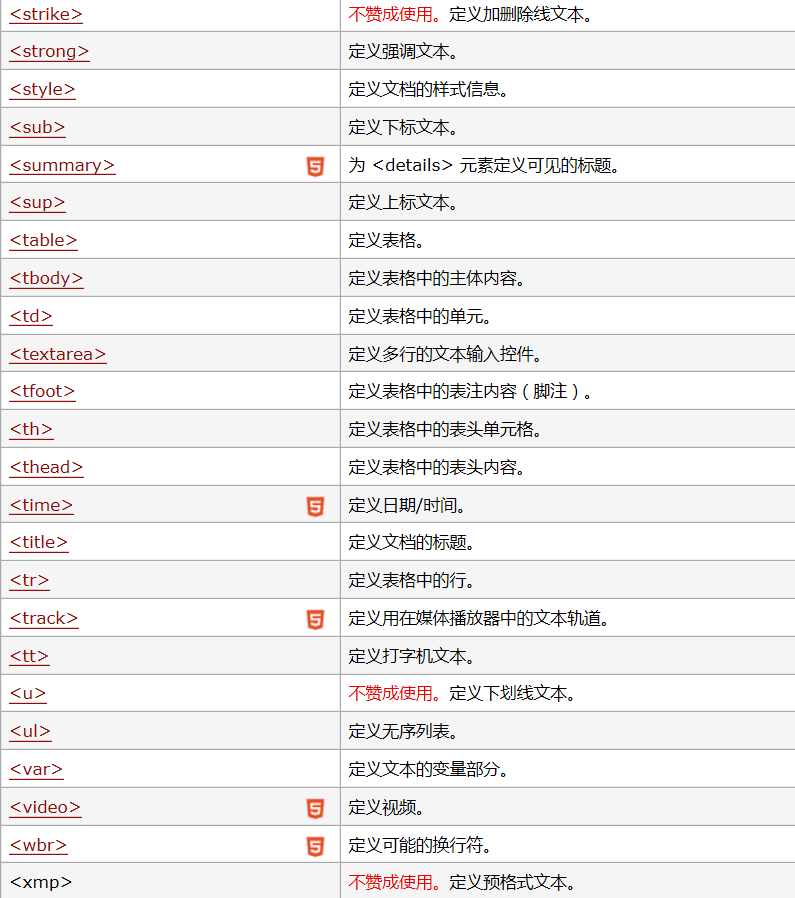 <strike> 不赞成使用。定义加删除线文本。
<strong> 定义强调文本。
<style> 定义文档的样式信息。
<sub> 定义下标文本。
<summary> 5 为 <details> 元素定义可见的标题。
<sup> 定义上标文本。
<table> 定义表格。
<tbody> 定义表格中的主体内容。
<td> 定义表格中的单元。
<textarea> 定义多行的文本输入控件。
<tfoot> 定义表格中的表注内容（脚注）。
<th> 定义表格中的表头单元格。
<thead> 定义表格中的表头内容。
<time> 5 定义日期/时间。
<title> 定义文档的标题。
<tr> 定义表格中的行。
<track> 5 定义用在媒体播放器中的文本轨道。
<tt> 定义打字机文本。
<u> 不赞成使用。定义下划线文本。
<ul> 定义无序列表。
<var> 定义文本的变量部分。
<video> 5 定义视频。
<wbr> 5 定义可能的换行符。
<xmp> 不赞成使用。定义预格式文本。